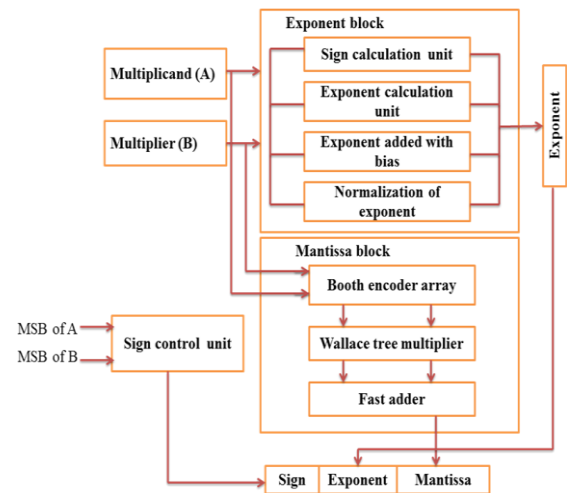 Exponent block
Sign calculation unit
Multiplicand (A)
Exponent calculation
unit
Multiplier (B)
Exponent added with
bias
Normalization of
exponent
Exponent
Mantissa block
Booth encoder array
MSB of A
Sign control unit
MSB of B
Wallace tree multiplier
Fast adder
Sign
Exponent
Mantissa